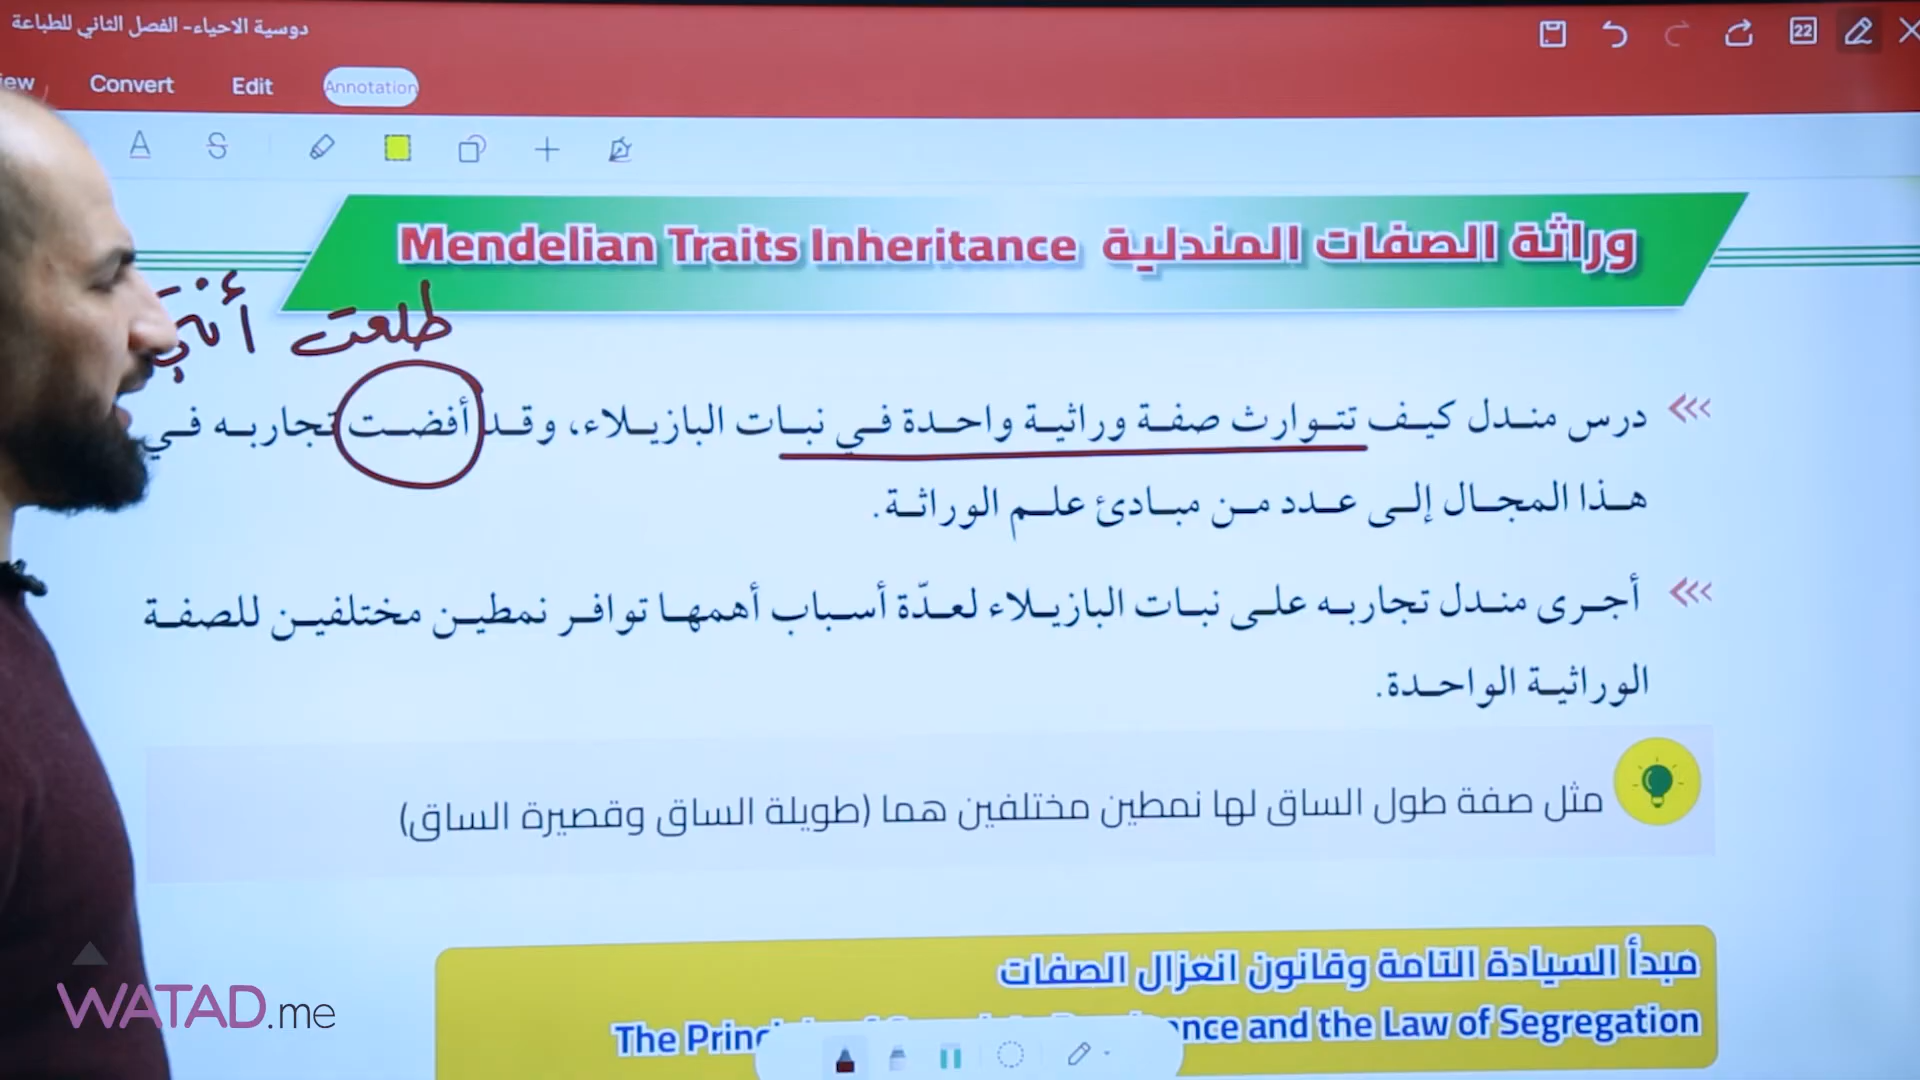 دوسية الاحياء- الفصل الثاني للطباعة
Convert Edit Annotation
22
وراثة الصفات المندلية Mendelian Traits Inheritance
طلعت
درس مندل كيف تتوارث صفة وراثية واحدة في نبات البازيلاء، وقد أفضت تجاربه في
هذا المجال إلى عدد من مبادئ علم الوراثة.
أجرى مندل تجاربه على نبات البازيلاء لعدّة أسباب أهمها توافر نمطين مختلفين للصفة
الوراثية الواحدة.
مثل صفة طول الساق لها نمطين مختلفين هما (طويلة الساق وقصيرة الساق)
مبدأ السيادة التامة وقانون انعزال الصفات
The and the Law of Segregation
WATAD.me